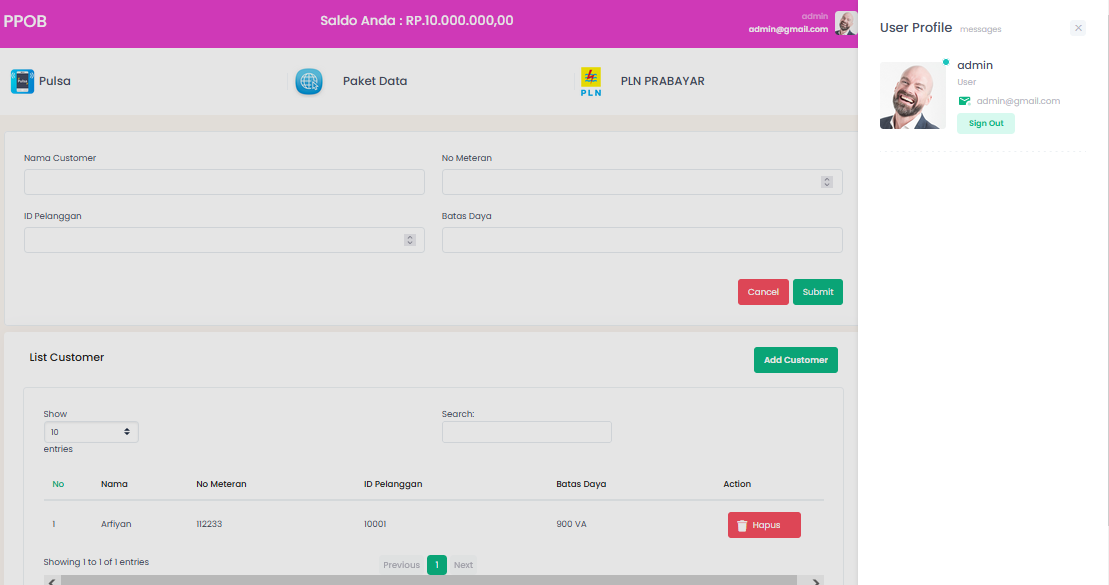 PPOB
Saldo Anda : RP.10.000.000,00
admin
admin@gmail.com
Pulsa
Paket Data
PLN
PLN PRABAYAR
Nama Customer
No Meteran
ID Pelanggan
Batas Daya
Cancel
Submit
List Customer
Add Customer
Show
10
entries
Search:
No Nama No Meteran ID Pelanggan Batas Daya Action
1 Arfiyan 112233 10001 900 VA Hapus
Showing 1 to 1 of 1 entries
Previous 1 Next
User Profile messages
admin
User
admin@gmail.com
Sign Out